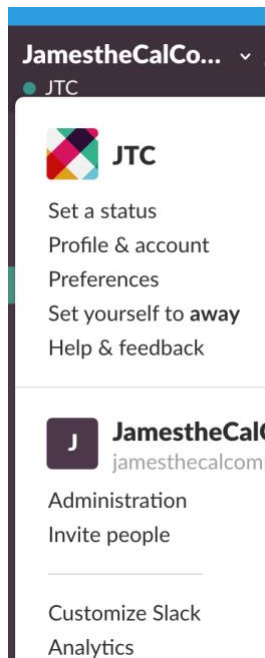 JamestheCalCo...
JTC
JTC
Set a status
Profile & account
Preferences
Set yourself to away
Help & feedback
J
JamestheCal
jamesthecalcom
Administration
Invite people
Customize Slack
Analytics